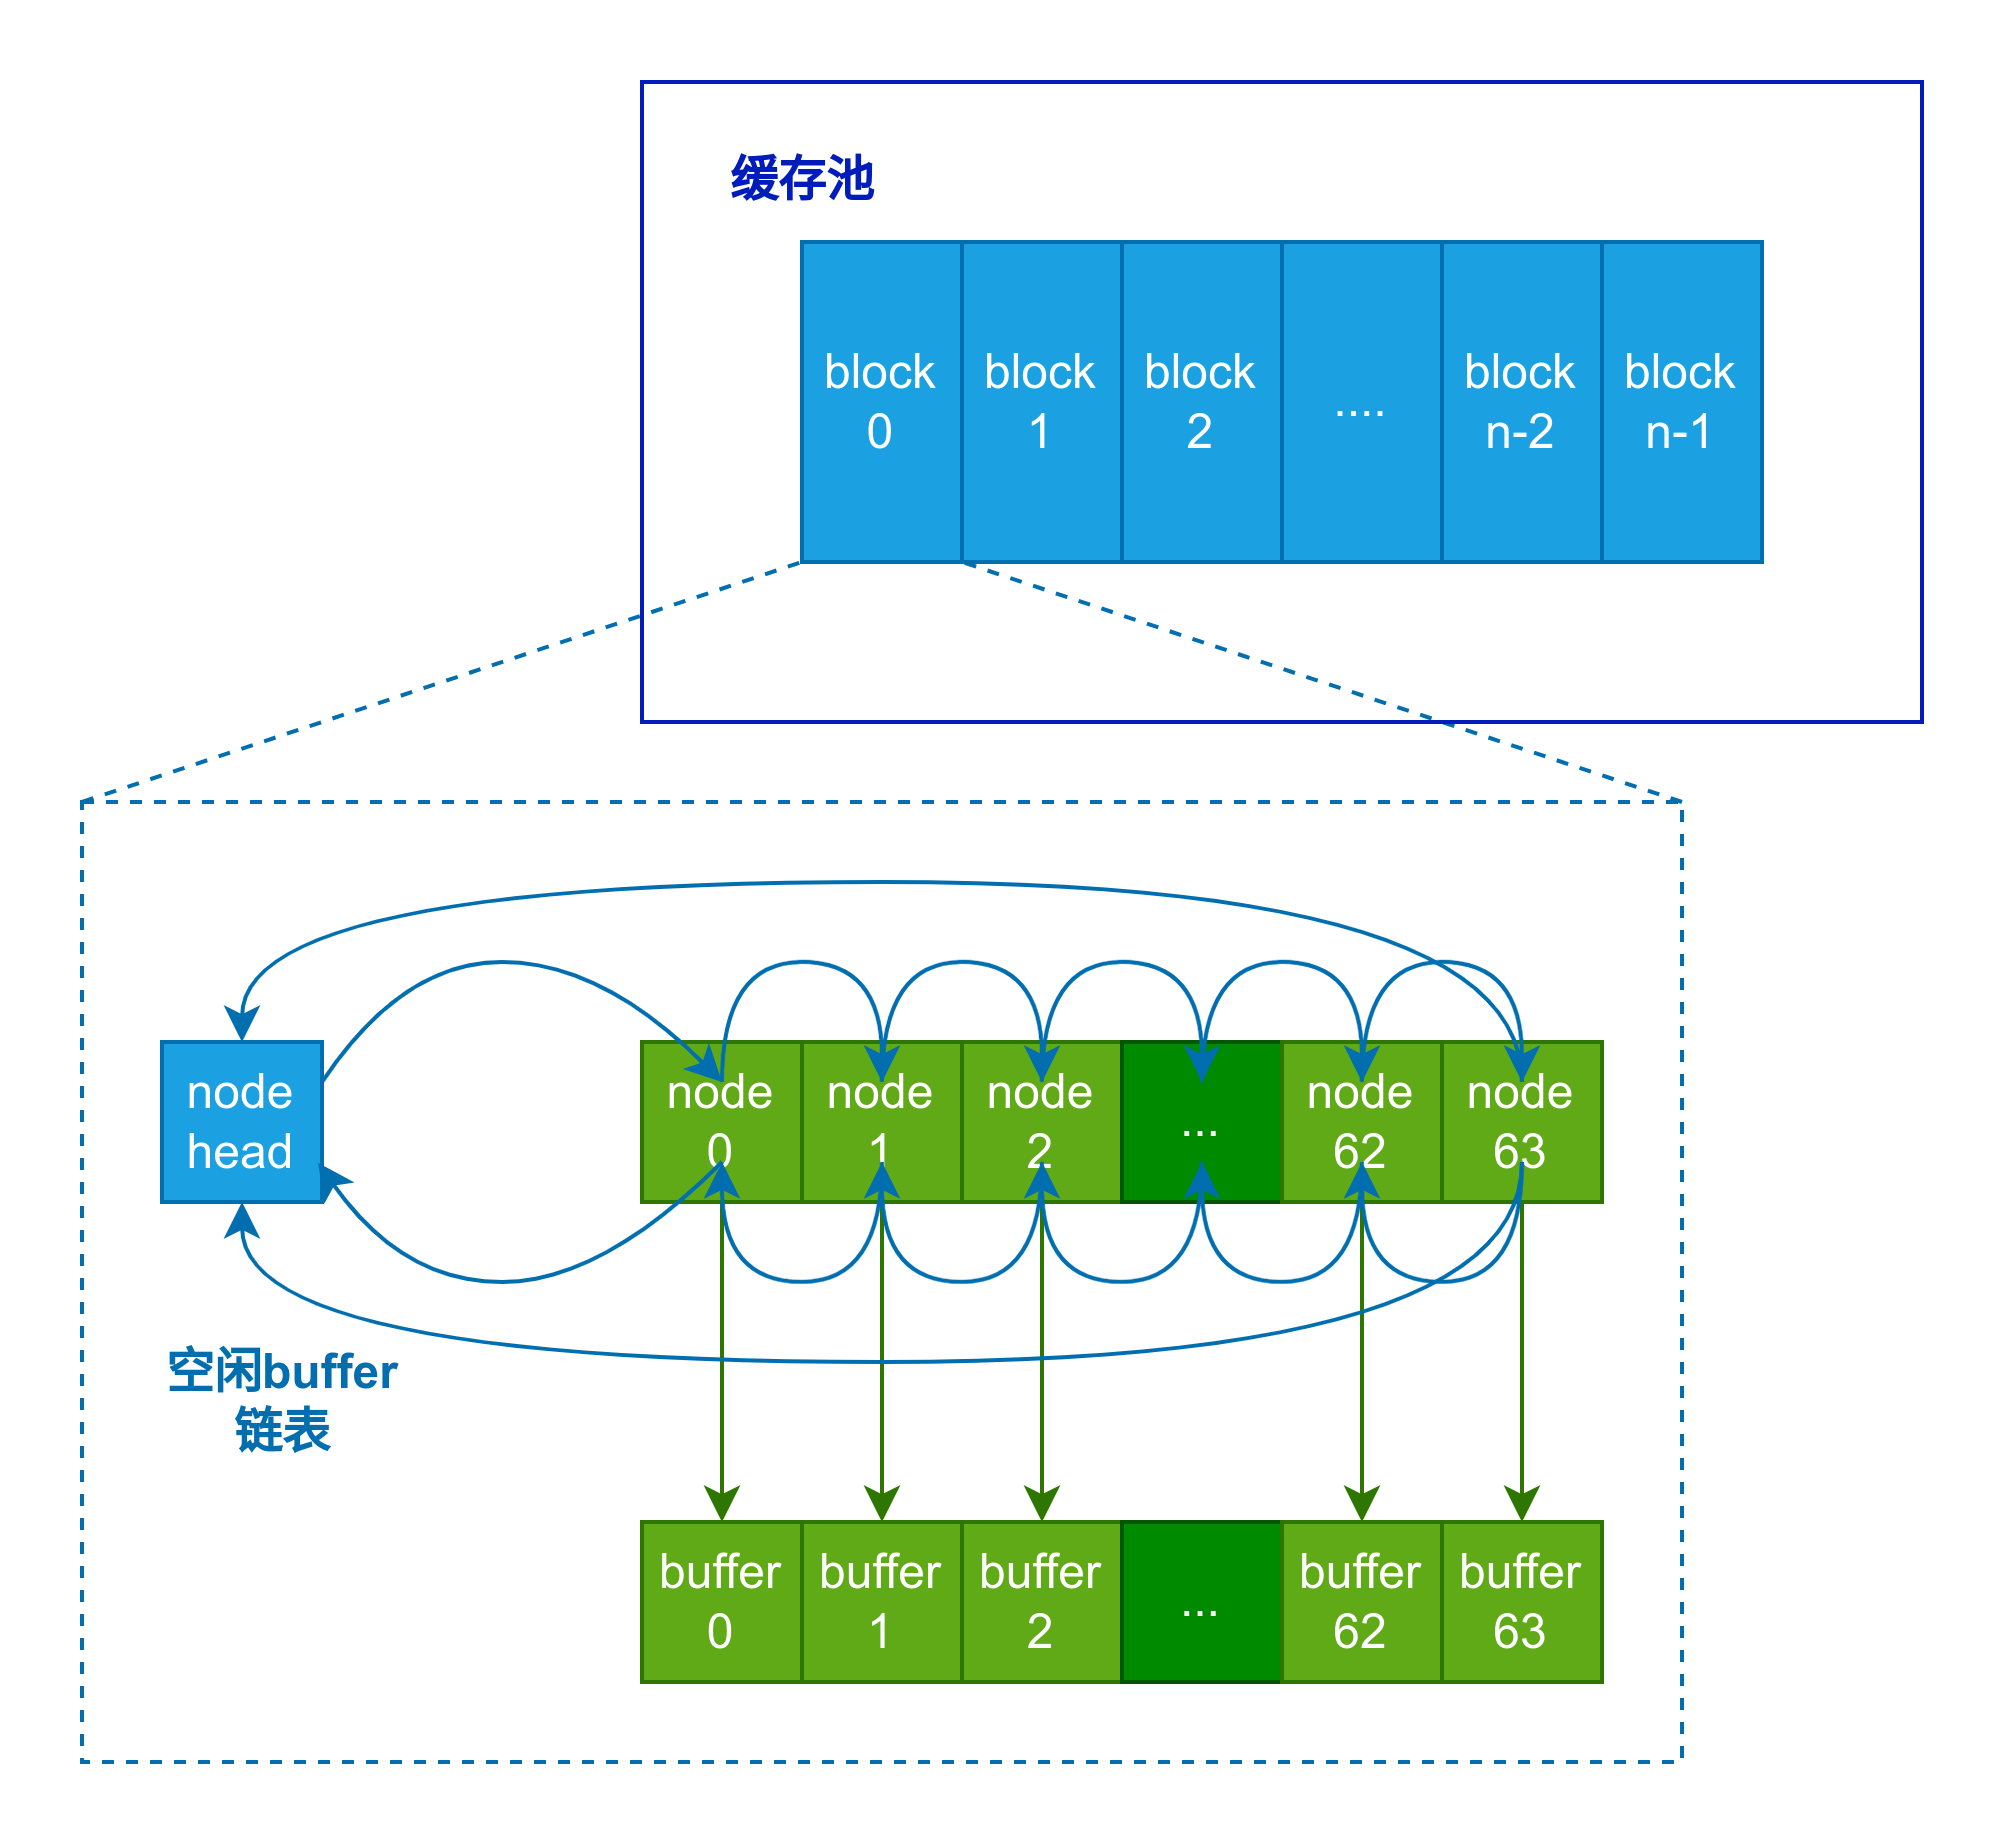 缓存池
block
0
block
1
block
2
....
block
n-2
block
n-1
node
head
node
0
node
1
node
2
...
node
62
node
63
空闲buffer
链表
buffer
0
buffer
1
buffer
2
...
buffer
62
buffer
63